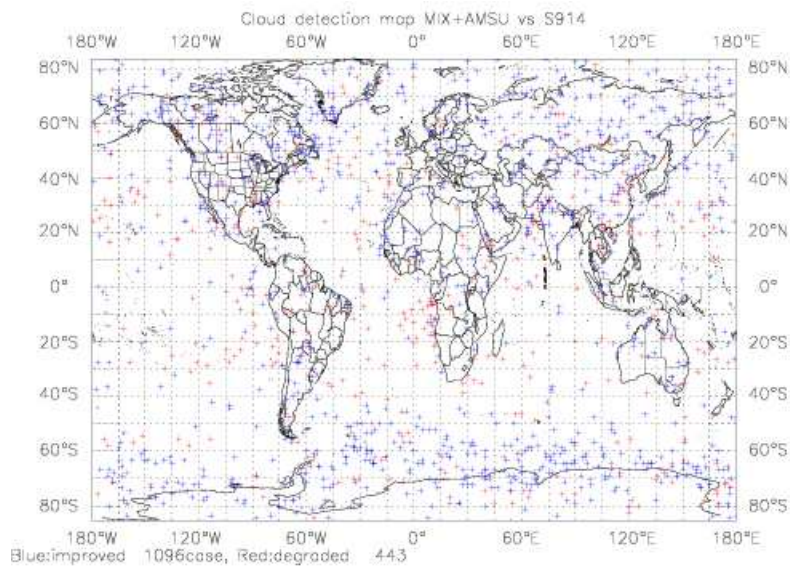 Cloud detection map MIX+AMSU vs S914
180°W 120°W 60°W 0° 60°E 120°E 180°E
80°N 80°N
60°N 60°N
40°N 40°N
20°N 20°N
0° 0°
20°S 20°S
40°S 40°S
60°S 60°S
80°S 80°S
180°W 120°W 60°W 0° 60°E 120°E 180°E
Blue:improved 1096case, Red:degraded 443